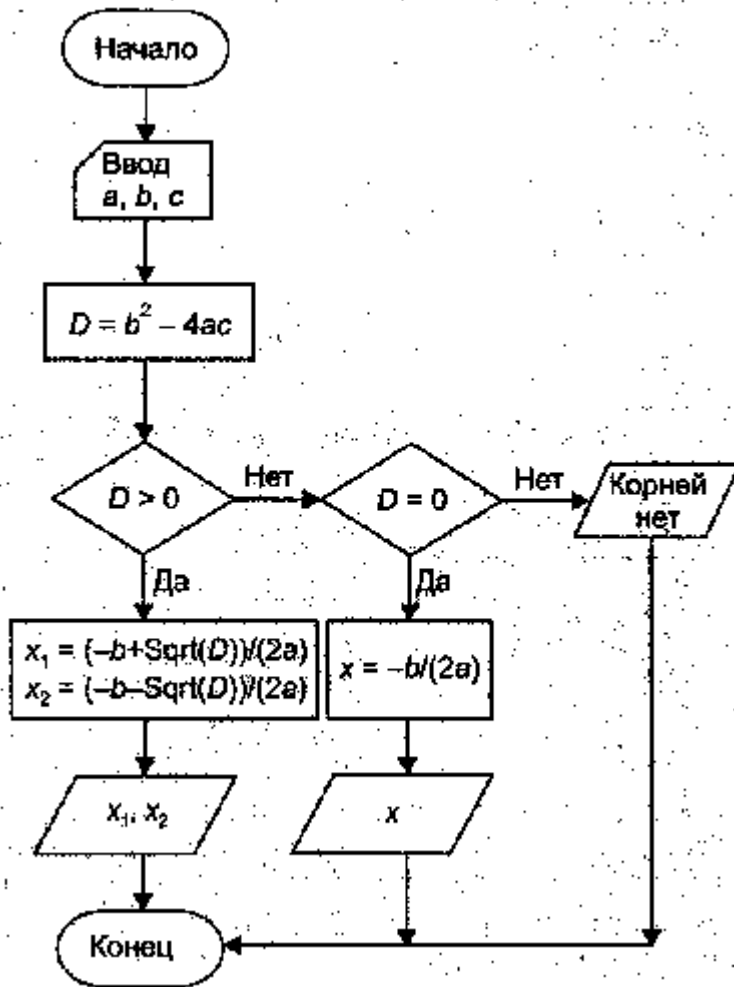 Начало
Ввод
a, b, c
D = b² – 4ac
D > 0
Нет
D = 0
Нет
Корней
нет
Да
Да
x₁ = (–b+Sqrt(D))/(2a)
x₂ = (–b–Sqrt(D))/(2a)
x = –b/(2a)
x₁, x₂
x
Конец